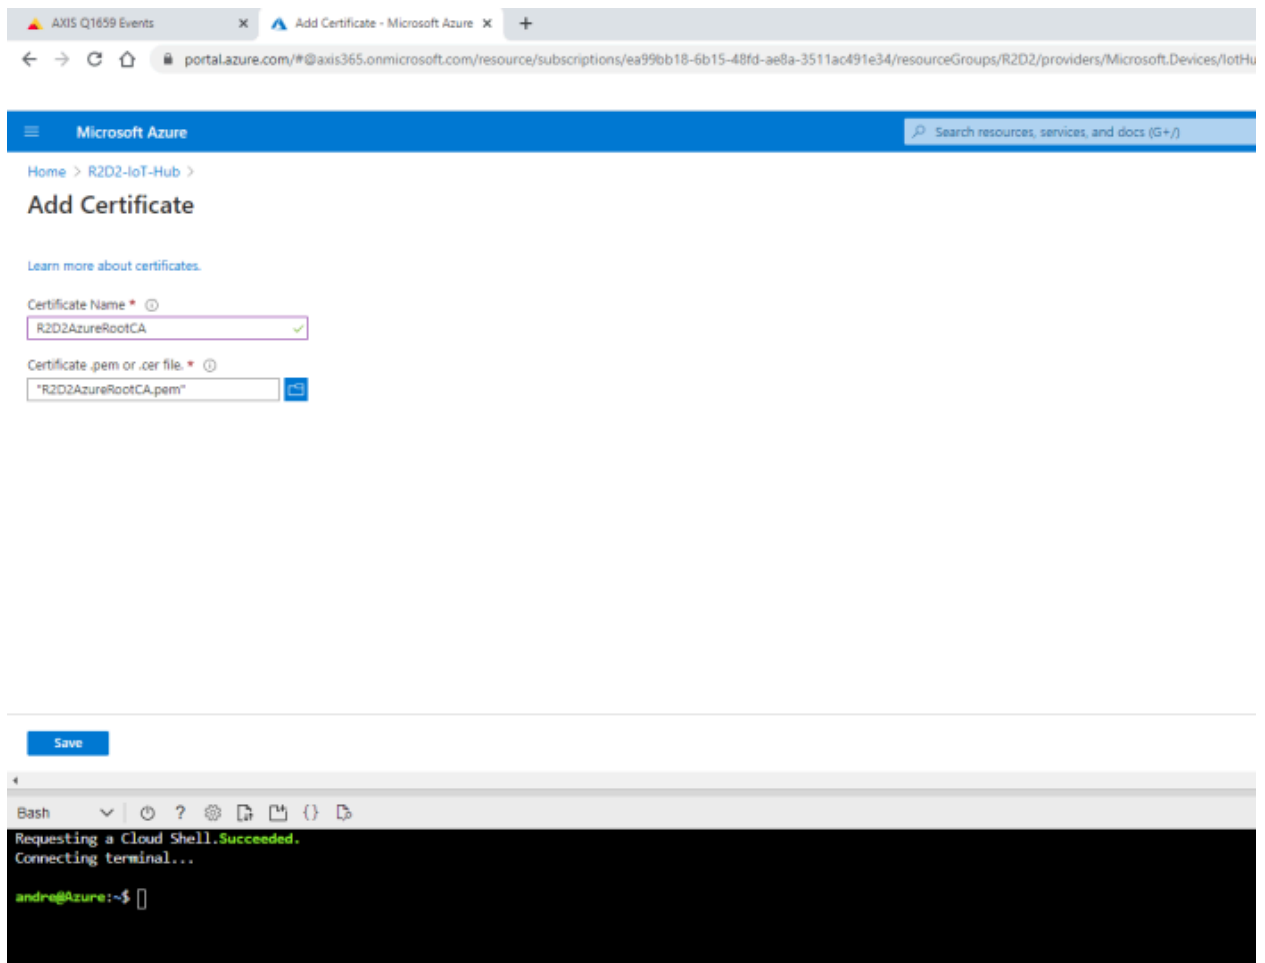 AXIS Q1659 Events
Add Certificate - Microsoft Azure
portal.azure.com/#@axis365.onmicrosoft.com/resource/subscriptions/ea99bb18-6b15-48fd-ae8a-3511ac491e34/resourceGroups/R2D2/providers/Microsoft.Devices/IotHu
Microsoft Azure
Search resources, services, and docs (G+/)
Home > R2D2-IoT-Hub >
Add Certificate
Learn more about certificates.
Certificate Name *
R2D2AzureRootCA
Certificate .pem or .cer file. *
"R2D2AzureRootCA.pem"
Save
Bash
Requesting a Cloud Shell.Succeeded.
Connecting terminal...
andre@Azure:~$